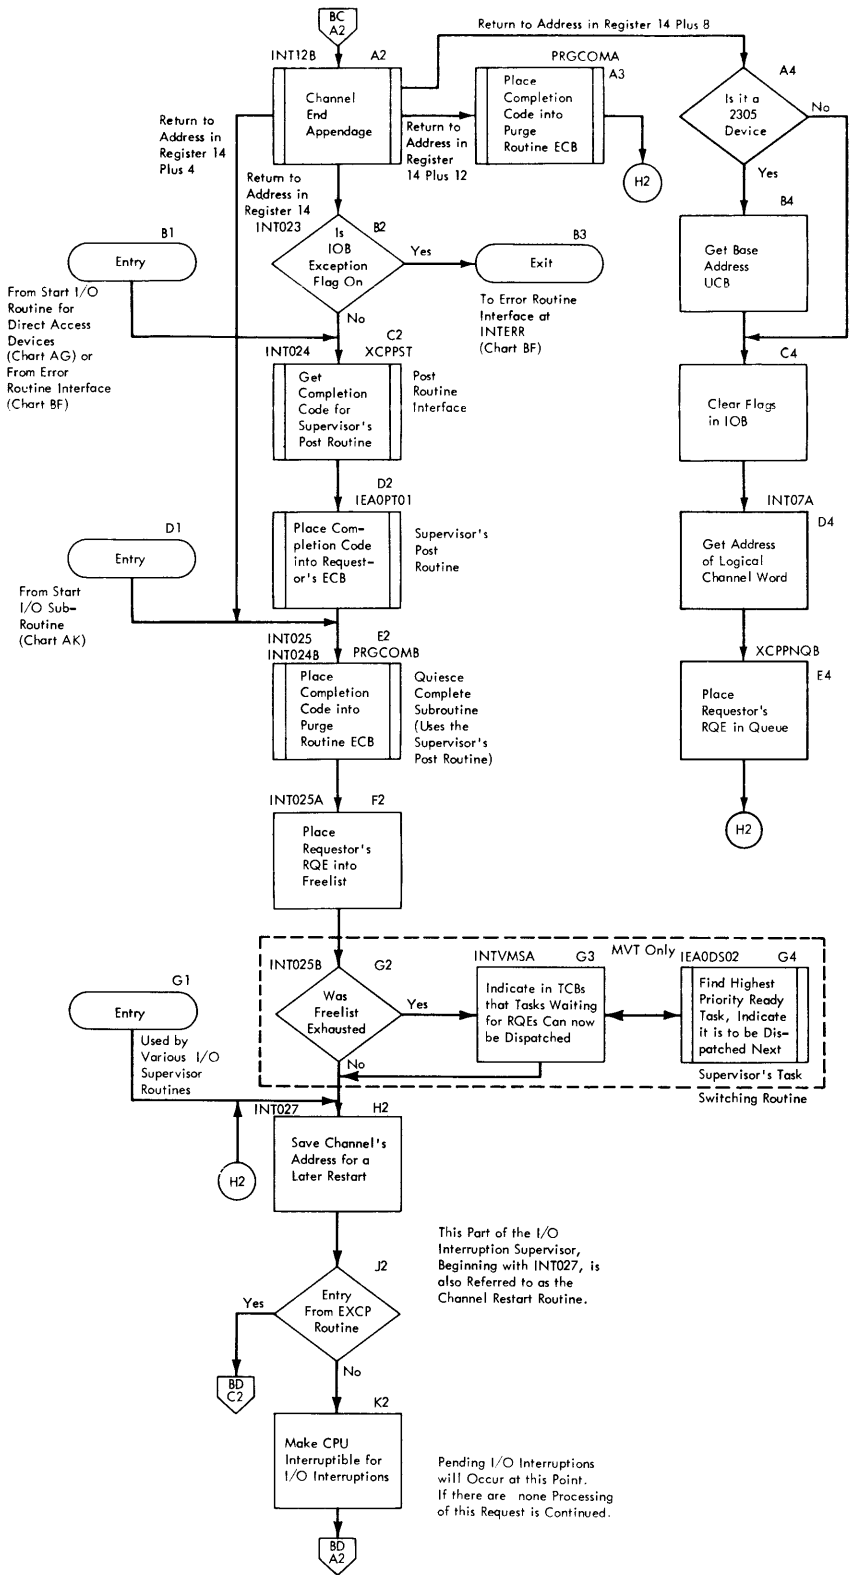 BC
A2
Return to Address in Register 14 Plus 8
INT12B
A2
Channel
End
Appendage
PRGCOMA
A3
Place
Completion
Code into
Purge
Routine ECB
H2
A4
Is it a
2305
Device
No
Yes
Return to
Address in
Register 14
Plus 4
Return to
Address in
Register
14 Plus 12
Return to
Address in
Register 14
INT023
B1
Entry
B2
Is
IOB
Exception
Flag On
Yes
No
B3
Exit
B4
Get Base
Address
UCB
From Start I/O
Routine for
Direct Access
Devices
(Chart AG) or
From Error
Routine Interface
(Chart BF)
To Error Routine
Interface at
INTERR
(Chart BF)
INT024
C2
XCPPST
Get
Completion
Code for
Supervisor's
Post Routine
Post
Routine
Interface
C4
Clear Flags
in IOB
D2
IEA0PT01
Place Com-
pletion Code
into Request-
or's ECB
Supervisor's
Post
Routine
INT07A
D4
Get Address
of Logical
Channel Word
D1
Entry
From Start
I/O Sub-
Routine
(Chart AK)
INT025
INT024B
E2
PRGCOMB
Place
Completion
Code into
Purge
Routine ECB
Quiesce
Complete
Subroutine
(Uses the
Supervisor's
Post Routine)
XCPPNQB
E4
Place
Requestor's
RQE in Queue
H2
INT025A
F2
Place
Requestor's
RQE into
Freelist
MVT Only
INT025B
G2
Was
Freelist
Exhausted
Yes
No
INTVMSA
G3
Indicate in TCBs
that Tasks Waiting
for RQEs Can now
be Dispatched
IEA0DS02
G4
Find Highest
Priority Ready
Task, Indicate
it is to be Dis-
patched Next
Supervisor's Task
Switching Routine
G1
Entry
Used by
Various I/O
Supervisor
Routines
H2
INT027
H2
Save Channel's
Address for a
Later Restart
This Part of the I/O
Interruption Supervisor,
Beginning with INT027, is
also Referred to as the
Channel Restart Routine.
J2
Entry
From EXCP
Routine
Yes
No
BD
C2
K2
Make CPU
Interruptible for
I/O Interruptions
Pending I/O Interruptions
will Occur at this Point.
If there are none Processing
of this Request is Continued.
BD
A2